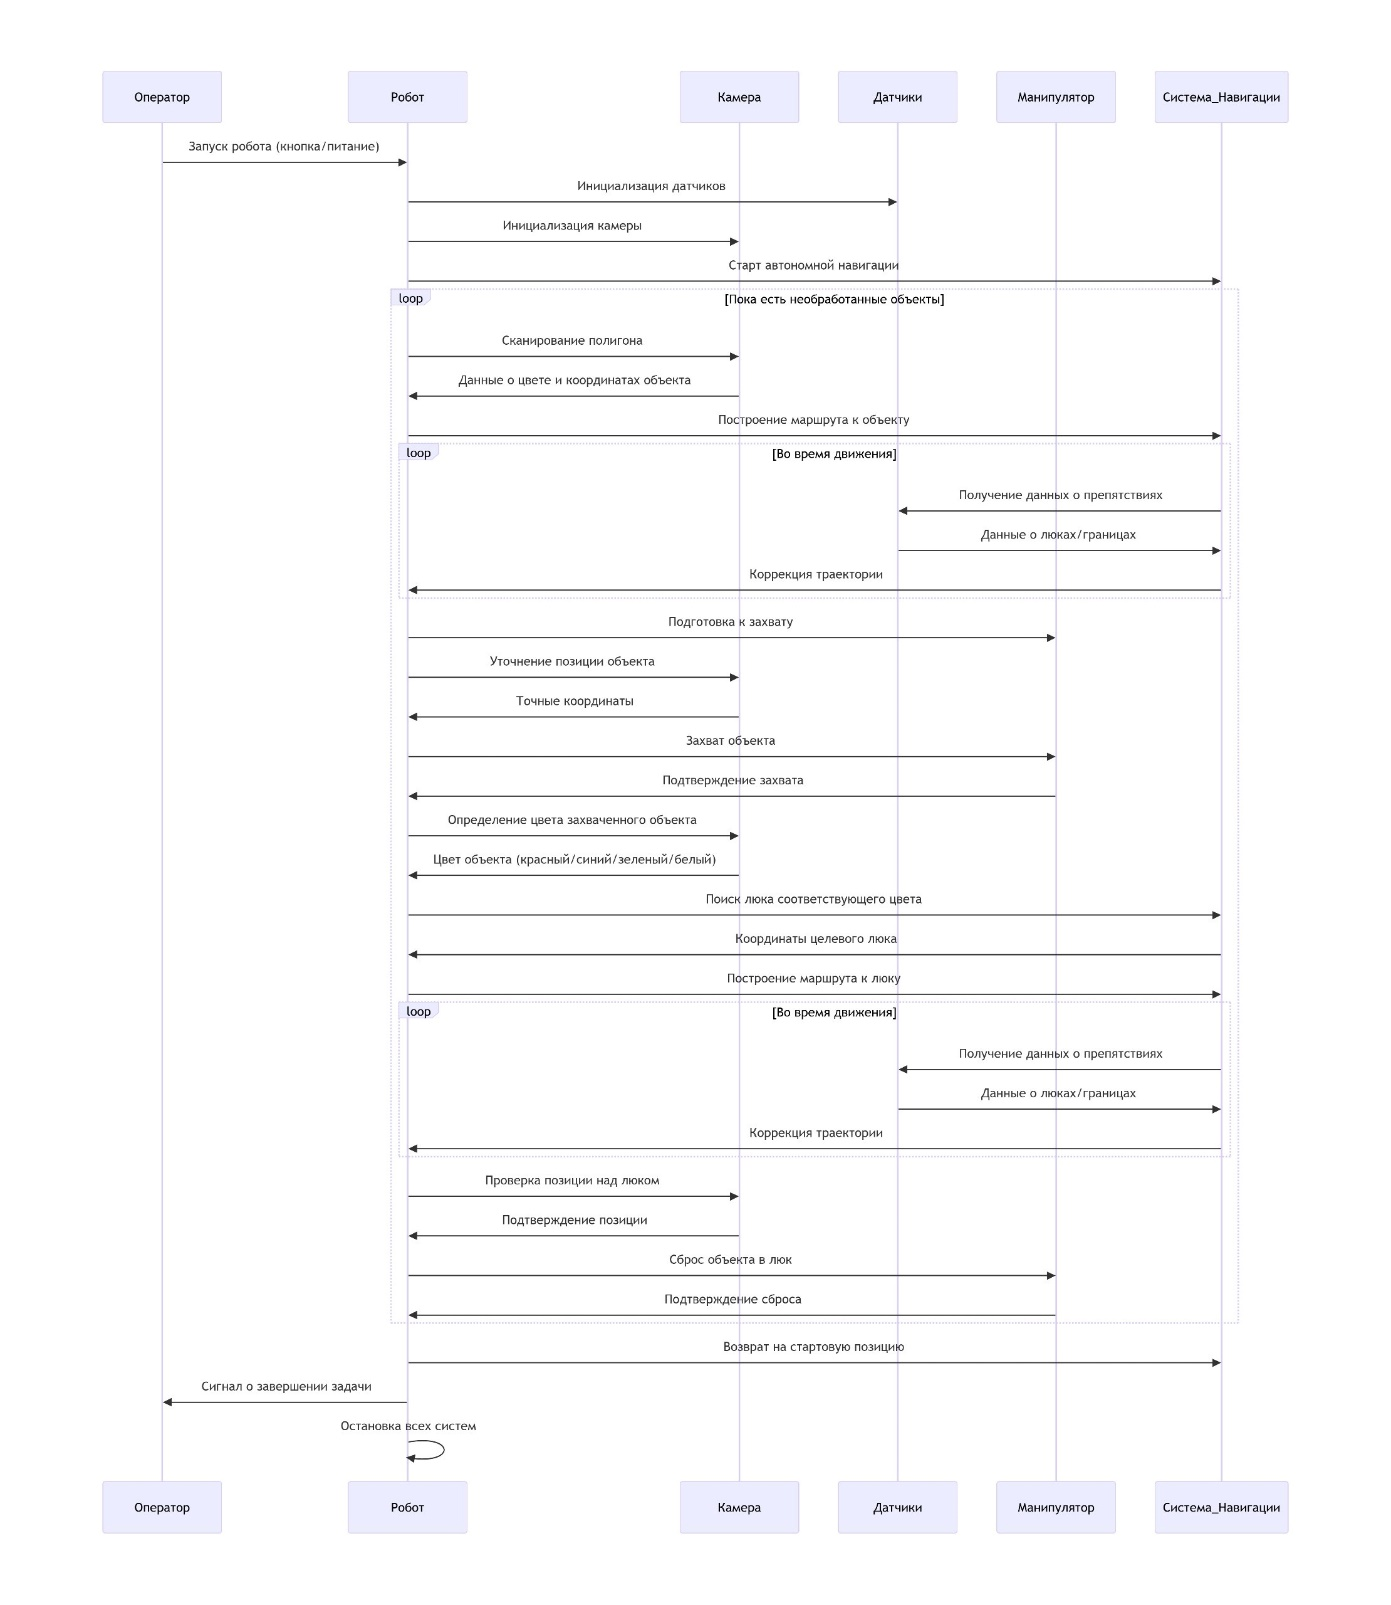 Оператор
Робот
Камера
Датчики
Манипулятор
Система_Навигации
Запуск робота (кнопка/питание)
Инициализация датчиков
Инициализация камеры
Старт автономной навигации
loop
[Пока есть необработанные объекты]
Сканирование полигона
Данные о цвете и координатах объекта
Построение маршрута к объекту
loop
[Во время движения]
Получение данных о препятствиях
Данные о люках/границах
Коррекция траектории
Подготовка к захвату
Уточнение позиции объекта
Точные координаты
Захват объекта
Подтверждение захвата
Определение цвета захваченного объекта
Цвет объекта (красный/синий/зеленый/белый)
Поиск люка соответствующего цвета
Координаты целевого люка
Построение маршрута к люку
loop
[Во время движения]
Получение данных о препятствиях
Данные о люках/границах
Коррекция траектории
Проверка позиции над люком
Подтверждение позиции
Сброс объекта в люк
Подтверждение сброса
Возврат на стартовую позицию
Сигнал о завершении задачи
Остановка всех систем
Оператор
Робот
Камера
Датчики
Манипулятор
Система_Навигации